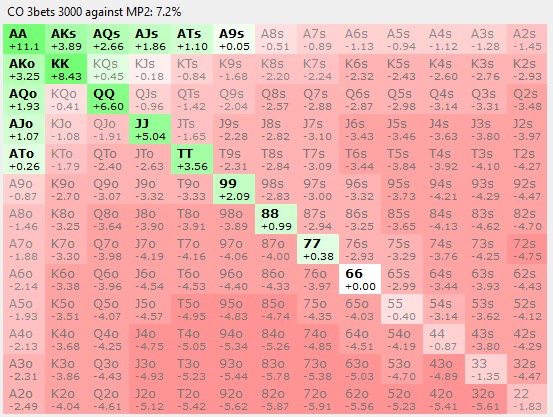 CO 3bets 3000 against MP2: 7.2%
AA AKs AQs AJs ATs A9s A8s A7s A6s A5s A4s A3s A2s
+11.1 +3.89 +2.66 +1.86 +1.10 +0.05 -0.51 -0.89 -1.13 -0.94 -1.12 -1.28 -1.45
AKo KK KQs KJs KTs K9s K8s K7s K6s K5s K4s K3s K2s
+3.25 +8.43 +0.45 -0.18 -0.84 -1.68 -2.20 -2.24 -2.32 -2.43 -2.60 -2.76 -2.93
AQo KQo QQ QJs QTs Q9s Q8s Q7s Q6s Q5s Q4s Q3s Q2s
+1.93 -0.41 +6.60 -0.96 -1.42 -2.04 -2.57 -2.88 -2.87 -2.98 -3.14 -3.31 -3.48
AJo KJo QJo JJ JTs J9s J8s J7s J6s J5s J4s J3s J2s
+1.07 -1.08 -1.91 +5.04 -1.65 -2.28 -2.82 -3.10 -3.43 -3.46 -3.63 -3.80 -3.97
ATo KTo QTo JTo TT T9s T8s T7s T6s T5s T4s T3s T2s
+0.26 -1.79 -2.40 -2.63 +3.56 -2.31 -2.84 -3.09 -3.44 -3.84 -3.92 -4.10 -4.27
A9o K9o Q9o J9o T9o 99 98s 97s 96s 95s 94s 93s 92s
-0.87 -2.70 -3.07 -3.32 -3.33 +2.09 -2.83 -3.00 -3.32 -3.73 -4.21 -4.29 -4.47
A8o K8o Q8o J8o T8o 98o 88 87s 86s 85s 84s 83s 82s
-1.46 -3.25 -3.64 -3.90 -3.91 -3.89 +0.99 -2.94 -3.25 -3.65 -4.13 -4.62 -4.70
A7o K7o Q7o J7o T7o 97o 87o 77 76s 75s 74s 73s 72s
-1.88 -3.30 -3.98 -4.19 -4.16 -4.06 -4.00 +0.38 -2.93 -3.29 -3.76 -4.25 -4.75
A6o K6o Q6o J6o T6o 96o 86o 76o 66 65s 64s 63s 62s
-2.14 -3.38 -3.96 -4.54 -4.53 -4.40 -4.33 -3.97 +0.00 -2.99 -3.44 -3.93 -4.43
A5o K5o Q5o J5o T5o 95o 85o 75o 65o 55 54s 53s 52s
-1.93 -3.51 -4.07 -4.57 -4.95 -4.83 -4.74 -4.35 -4.03 -0.40 -3.14 -3.62 -4.12
A4o K4o Q4o J4o T4o 94o 84o 74o 64o 54o 44 43s 42s
-2.13 -3.68 -4.25 -4.75 -5.05 -5.34 -5.26 -4.85 -4.51 -4.19 -0.87 -3.80 -4.29
A3o K3o Q3o J3o T3o 93o 83o 73o 63o 53o 43o 33 32s
-2.31 -3.86 -4.43 -4.93 -5.23 -5.44 -5.78 -5.38 -5.03 -4.70 -4.89 -1.35 -4.47
A2o K2o Q2o J2o T2o 92o 82o 72o 62o 52o 42o 32o 22
-2.49 -4.04 -4.61 -5.12 -5.42 -5.62 -5.87 -5.91 -5.56 -5.23 -5.41 -5.61 -1.83